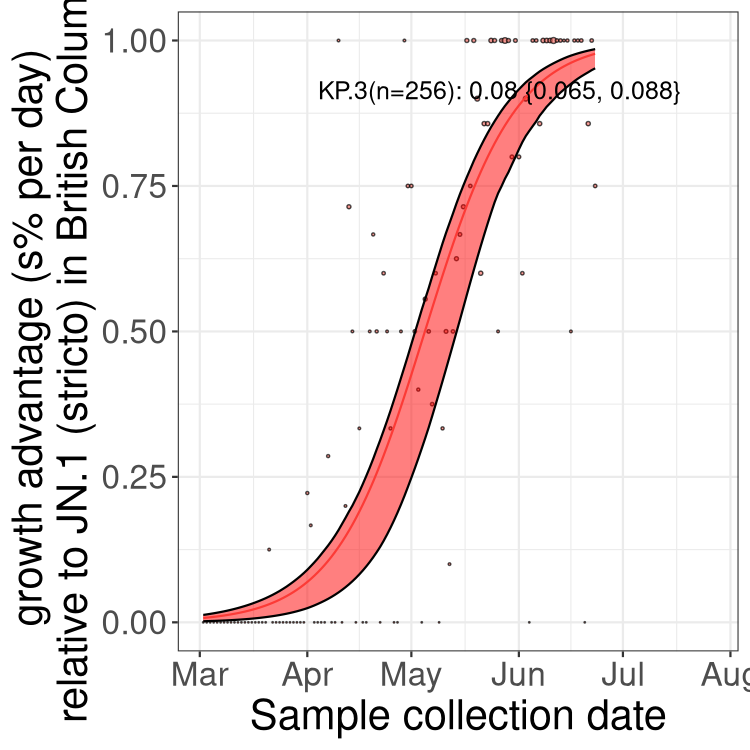 growth advantage (s% per day)
relative to JN.1 (stricto) in British Colum
1.00
0.75
0.50
0.25
0.00
KP.3(n=256): 0.08 {0.065, 0.088}
Mar Apr May Jun Jul Aug
Sample collection date